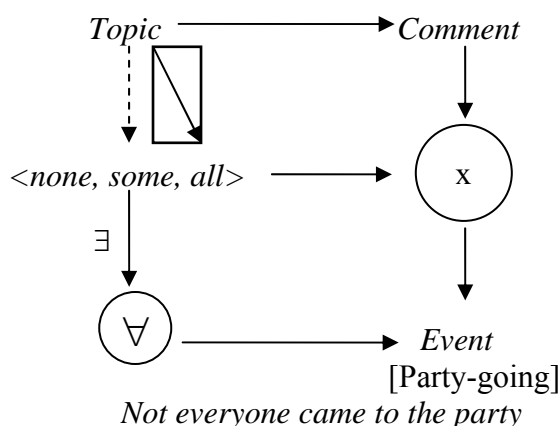 Topic Comment
<none, some, all> x
∃
∀ Event
[Party-going]
Not everyone came to the party